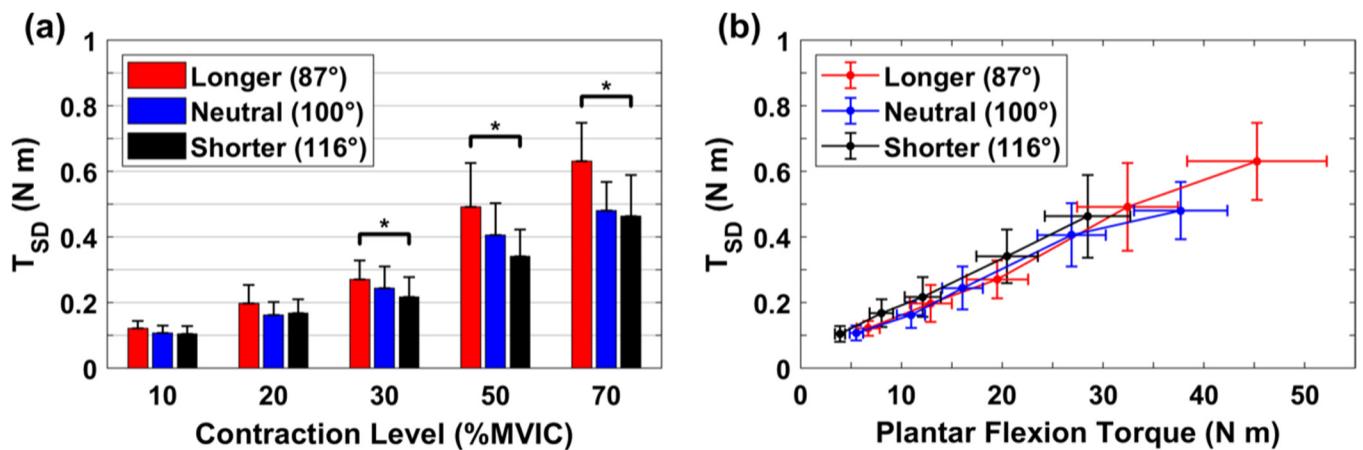 (a)
1
0.8
0.6
0.4
0.2
0
T_SD (N m)
Longer (87°)
Neutral (100°)
Shorter (116°)
*
*
*
10 20 30 50 70
Contraction Level (%MVIC)
(b)
1
0.8
0.6
0.4
0.2
0
T_SD (N m)
Longer (87°)
Neutral (100°)
Shorter (116°)
0 10 20 30 40 50
Plantar Flexion Torque (N m)